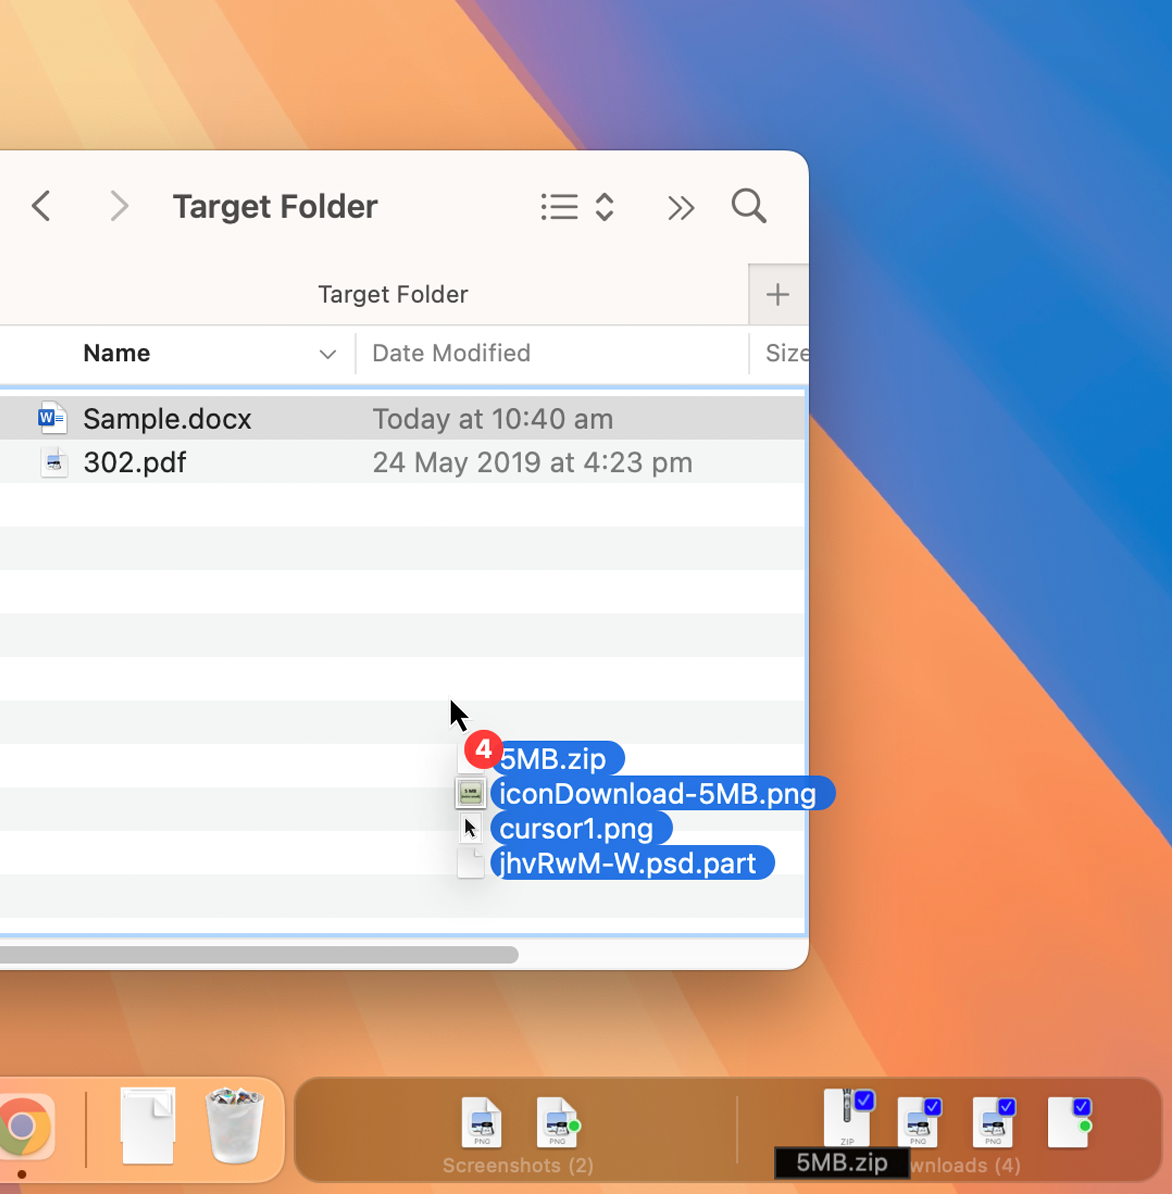 Target Folder
Target Folder
Name
Date Modified
Size
Sample.docx
Today at 10:40 am
302.pdf
24 May 2019 at 4:23 pm
4
5MB.zip
iconDownload-5MB.png
cursor1.png
jhvRwM-W.psd.part
PNG
PNG
ZIP
PNG
PNG
Screenshots (2)
5MB.zip
wnloads (4)